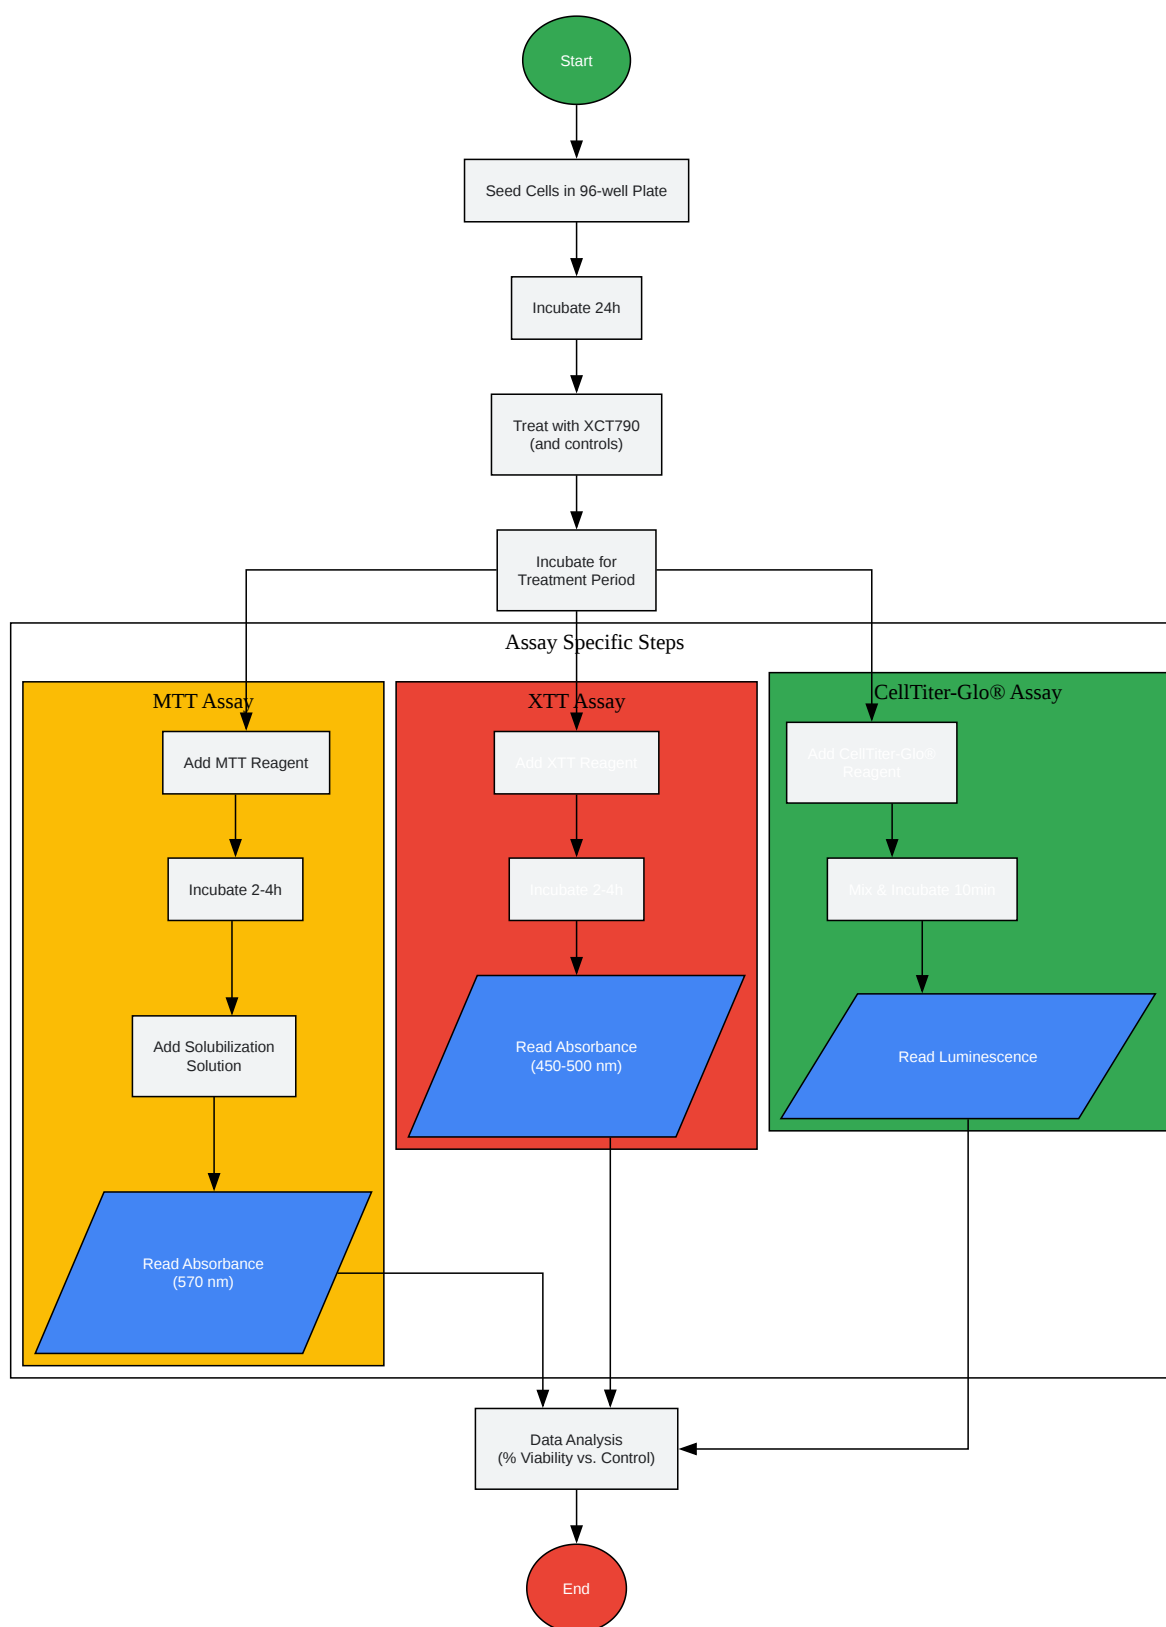 Start
Seed Cells in 96-well Plate
Incubate 24h
Treat with XCT790
(and controls)
Incubate for
Treatment Period
Assay Specific Steps
MTT Assay
Add MTT Reagent
Incubate 2-4h
Add Solubilization
Solution
Read Absorbance
(570 nm)
XTT Assay
Add XTT Reagent
Incubate 2-4h
Read Absorbance
(450-500 nm)
CellTiter-Glo® Assay
Add CellTiter-Glo®
Reagent
Mix & Incubate 10min
Read Luminescence
Data Analysis
(% Viability vs. Control)
End